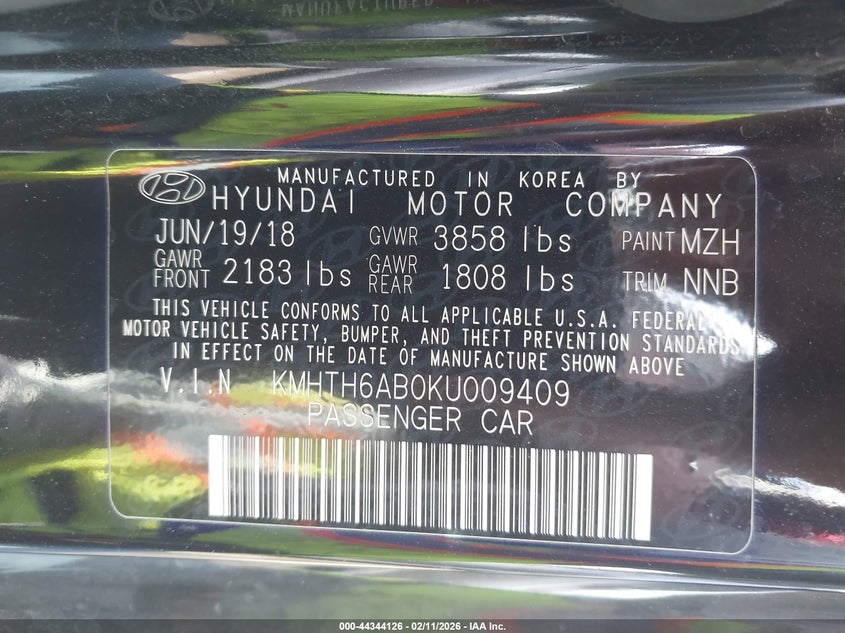 MANUFACTURED IN KOREA BY
HYUNDAI MOTOR COMPANY
JUN/19/18 GVWR 3858 lbs PAINT MZH
GAWR FRONT 2183 lbs GAWR REAR 1808 lbs TRIM NNB
THIS VEHICLE CONFORMS TO ALL APPLICABLE U.S.A. FEDERAL
MOTOR VEHICLE SAFETY, BUMPER, AND THEFT PREVENTION STANDARDS
IN EFFECT ON THE DATE OF MANUFACTURE SHOWN ABOVE
V.I.N KMHTH6AB0KU009409
PASSENGER CAR
000-44344126 - 02/11/2026 - IAA Inc.